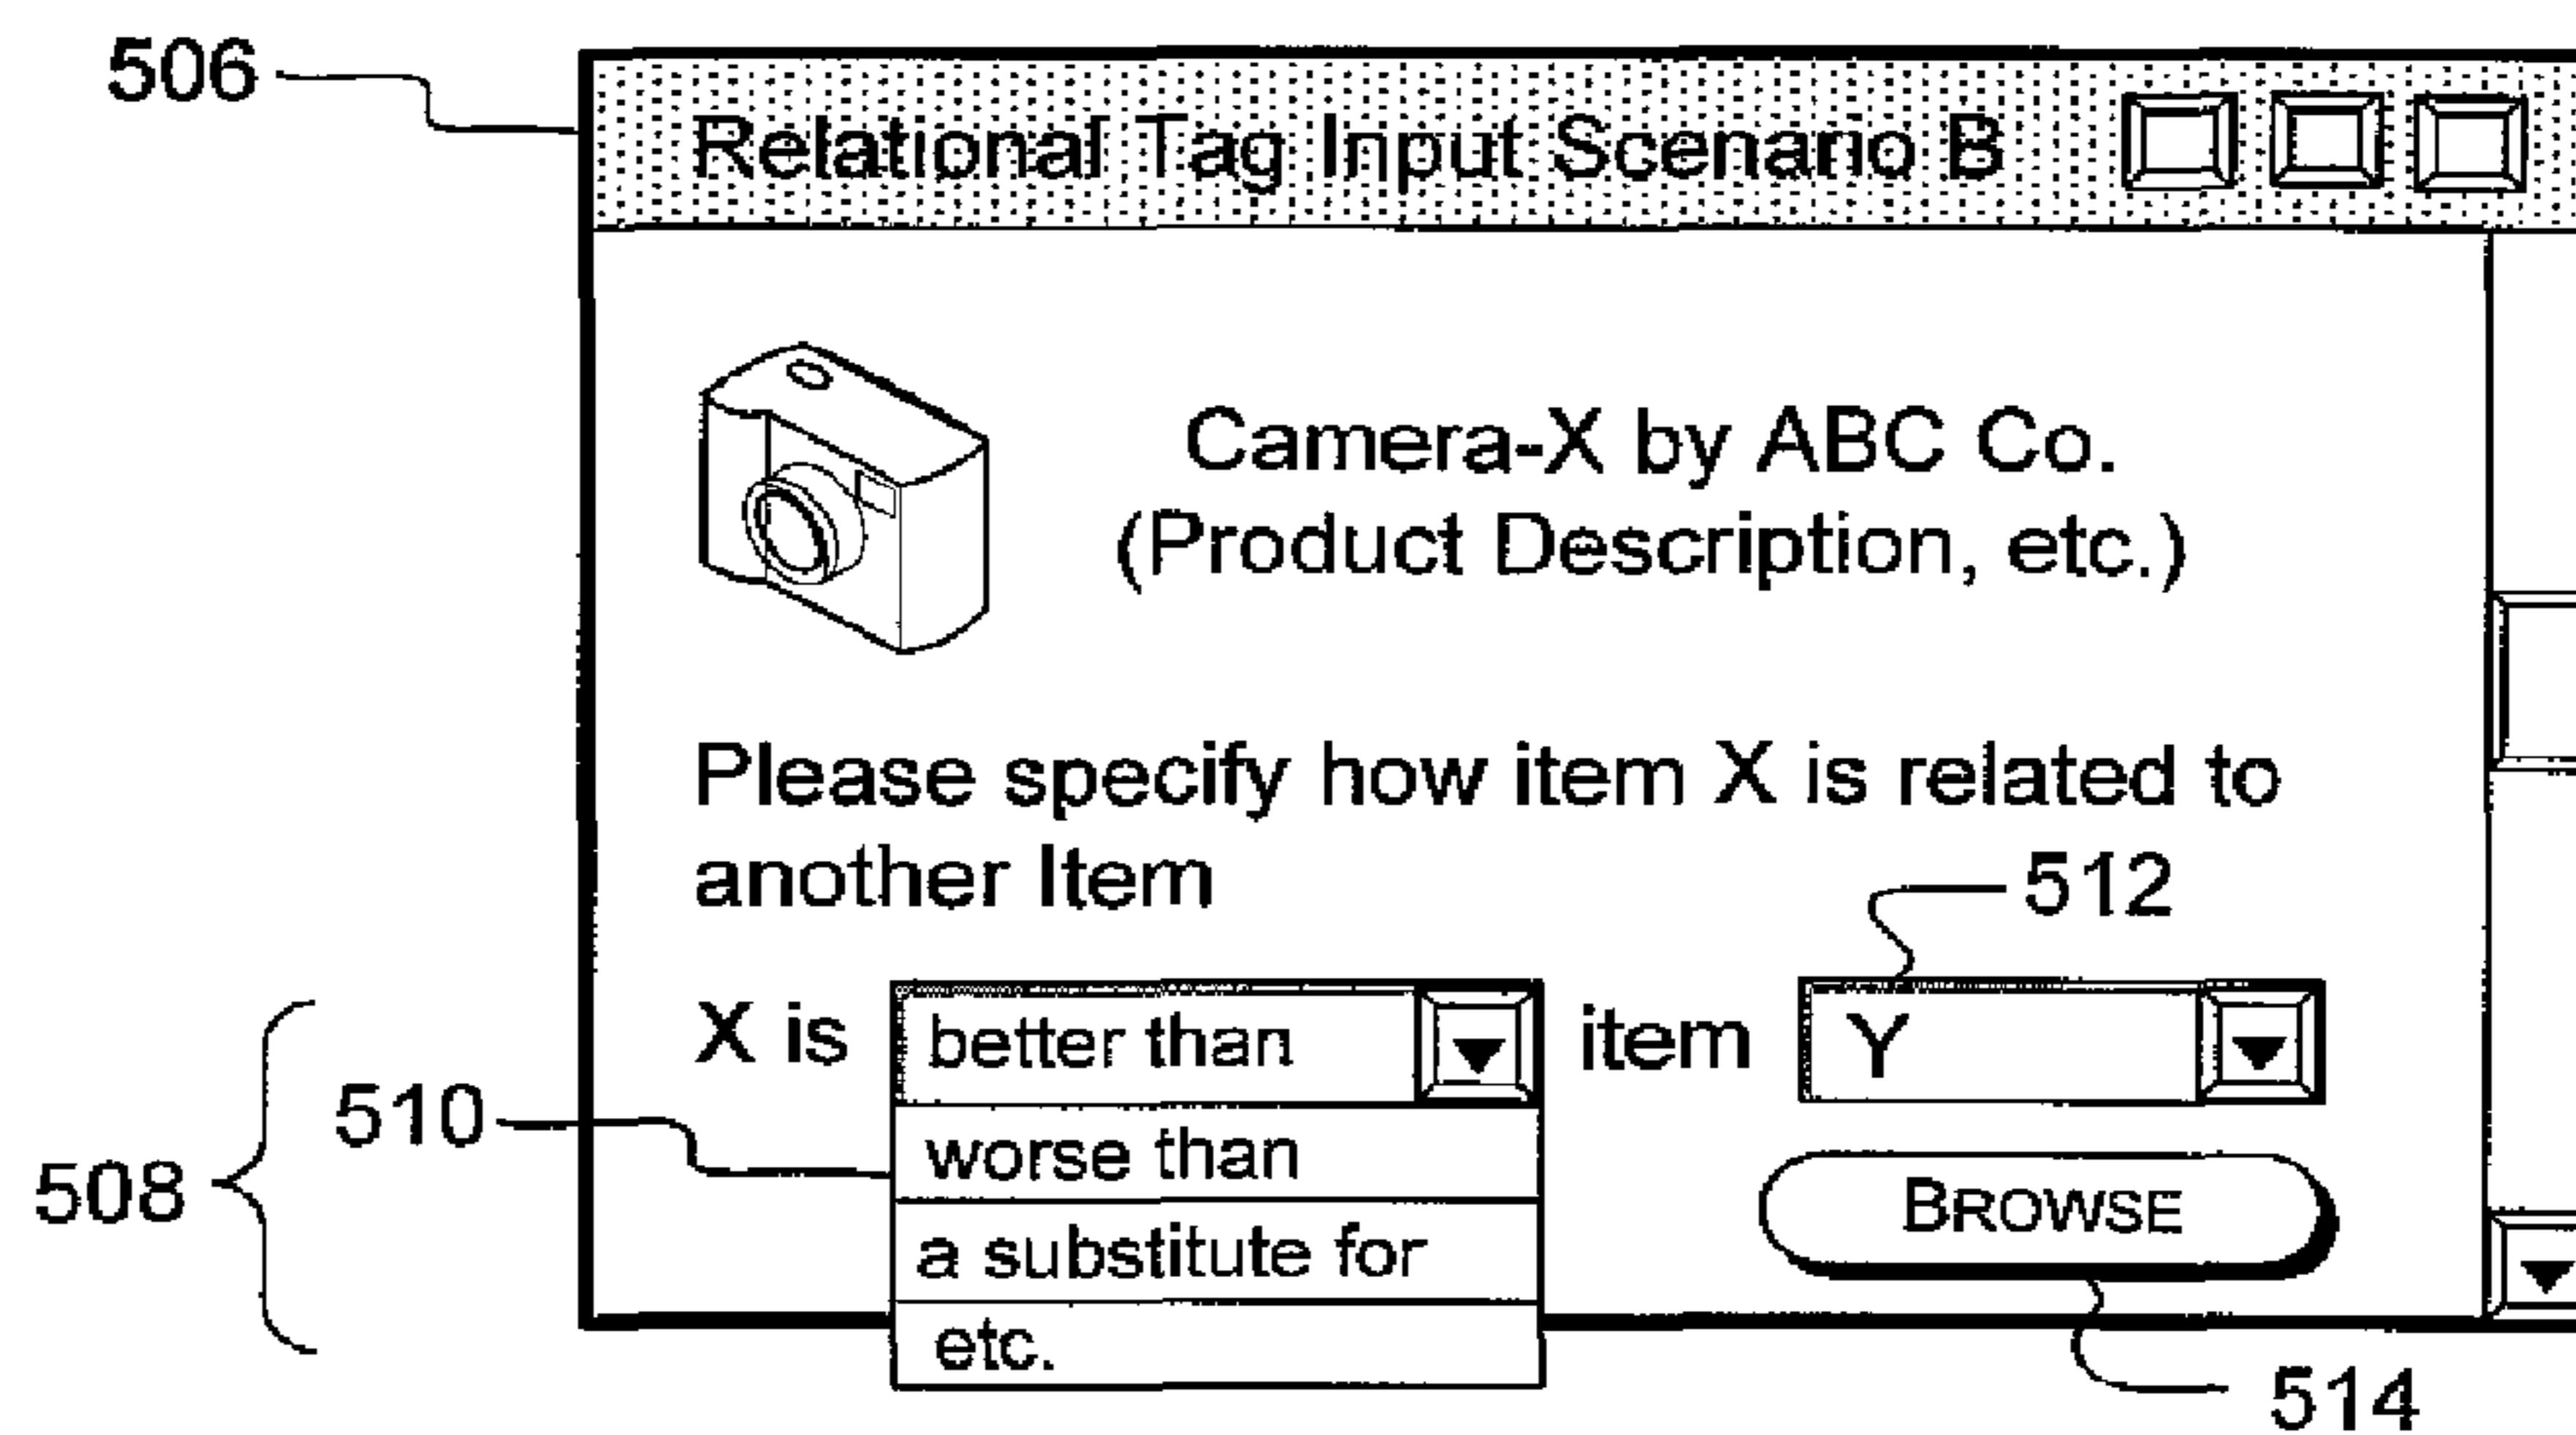 506
Relational Tag Input Scenario B
Camera-X by ABC Co.
(Product Description, etc.)
Please specify how item X is related to
another Item
512
X is better than item Y
510
worse than
508
BROWSE
a substitute for
etc.
514